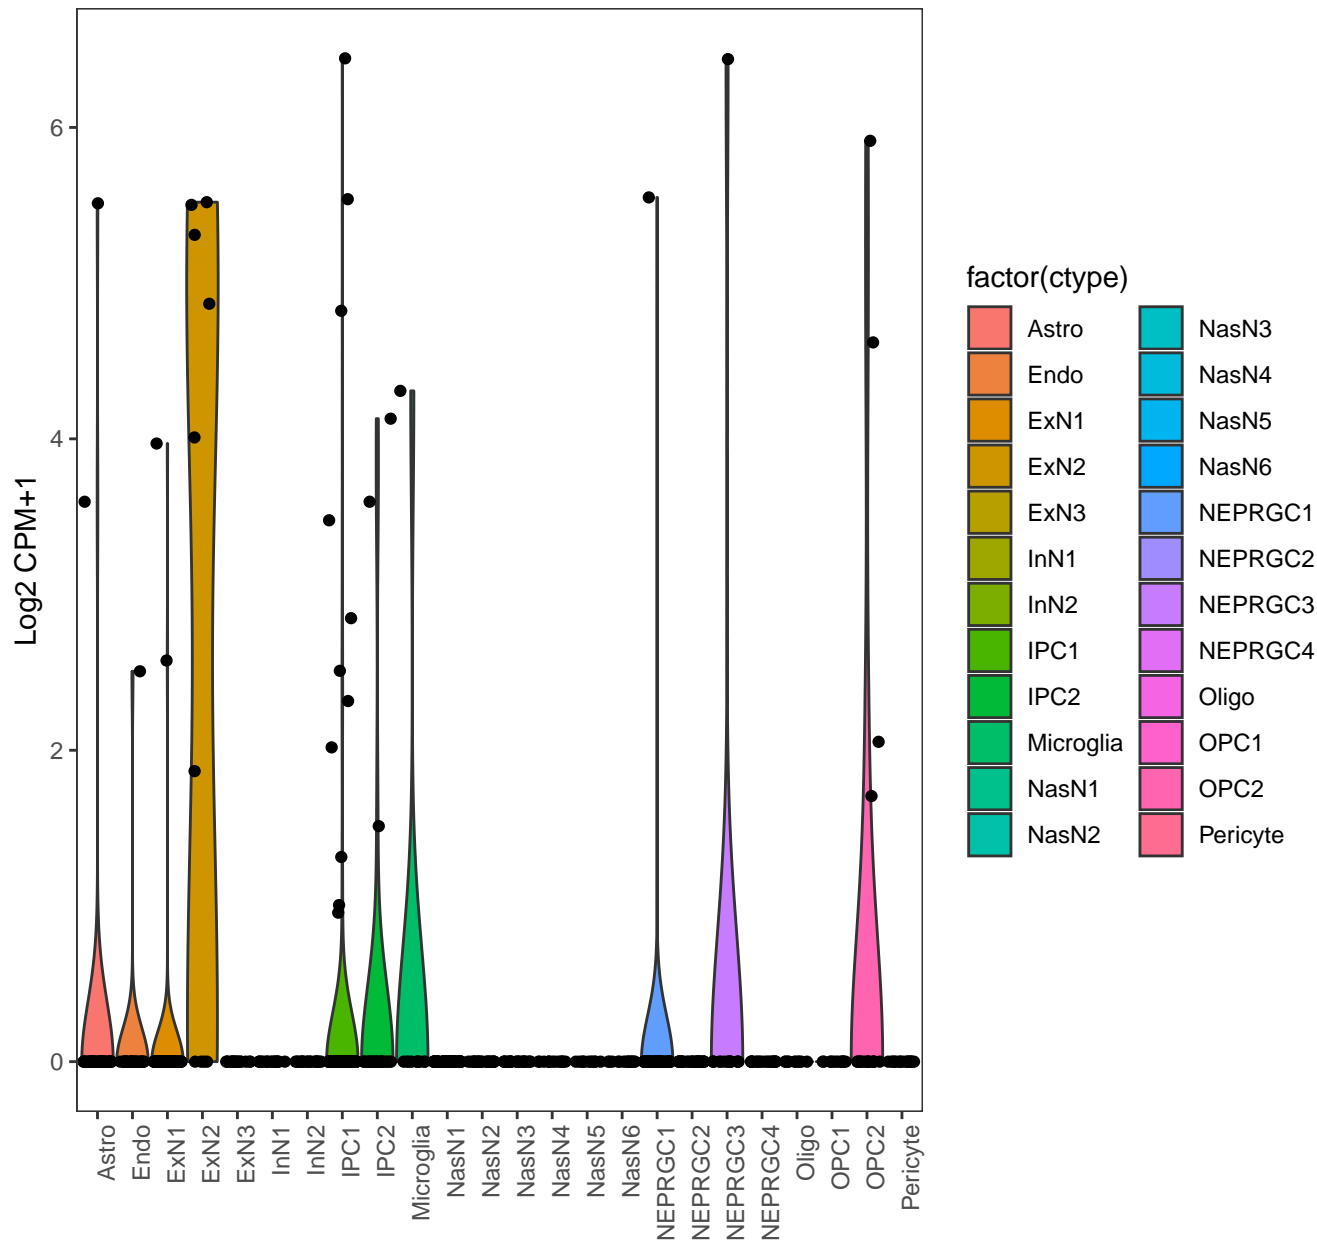 Log2 CPM+1
6
4
2
0
Astro
Endo
ExN1
ExN2
ExN3
InN1
InN2
IPC1
IPC2
Microglia
NasN1
NasN2
NasN3
NasN4
NasN5
NasN6
NEPRGC1
NEPRGC2
NEPRGC3
NEPRGC4
Oligo
OPC1
OPC2
Pericyte
factor(ctype)
Astro
Endo
ExN1
ExN2
ExN3
InN1
InN2
IPC1
IPC2
Microglia
NasN1
NasN2
NasN3
NasN4
NasN5
NasN6
NEPRGC1
NEPRGC2
NEPRGC3
NEPRGC4
Oligo
OPC1
OPC2
Pericyte